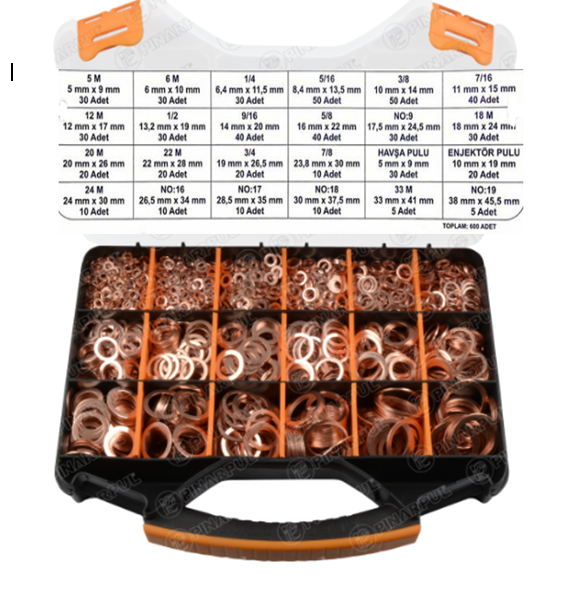 5 M
5 mm x 9 mm
30 Adet
6 M
6 mm x 10 mm
30 Adet
1/4
6,4 mm x 11,5 mm
30 Adet
5/16
8,4 mm x 13,5 mm
50 Adet
3/8
10 mm x 14 mm
50 Adet
7/16
11 mm x 15 mm
40 Adet
12 M
12 mm x 17 mm
30 Adet
1/2
13,2 mm x 19 mm
30 Adet
9/16
14 mm x 20 mm
40 Adet
5/8
16 mm x 22 mm
40 Adet
NO:9
17,5 mm x 24,5 mm
30 Adet
18 M
18 mm x 24 mm
30 Adet
20 M
20 mm x 26 mm
20 Adet
22 M
22 mm x 28 mm
20 Adet
3/4
19 mm x 26,5 mm
20 Adet
7/8
23,8 mm x 30 mm
10 Adet
HAVŞA PULU
5 mm x 9 mm
30 Adet
ENJEKTÖR PULU
10 mm x 19 mm
20 Adet
24 M
24 mm x 30 mm
10 Adet
NO:16
26,5 mm x 34 mm
10 Adet
NO:17
28,5 mm x 35 mm
10 Adet
NO:18
30 mm x 37,5 mm
10 Adet
33 M
33 mm x 41 mm
5 Adet
NO:19
38 mm x 45,5 mm
5 Adet
TOPLAM: 600 ADET
PINARPUL